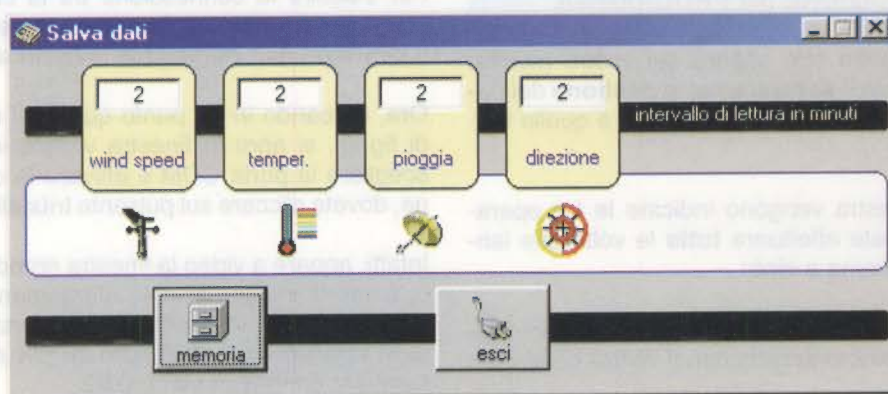 Salva dati
2 2 2 2
intervallo di lettura in minuti
wind speed temper. pioggia direzione
memoria esci